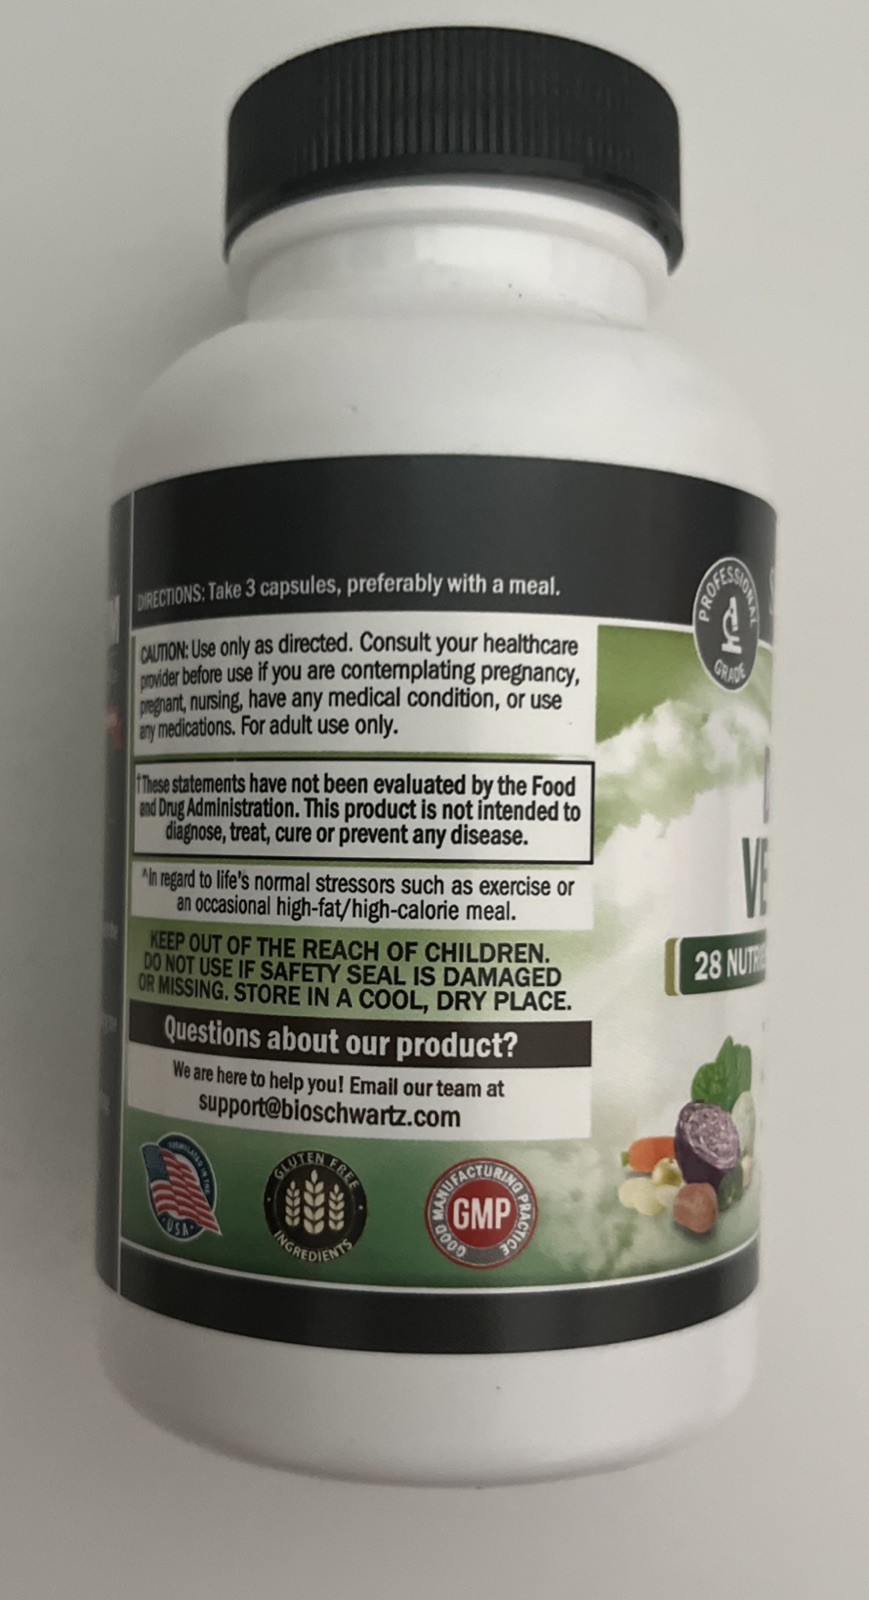 DIRECTIONS: Take 3 capsules, preferably with a meal.
CAUTION: Use only as directed. Consult your healthcare
provider before use if you are contemplating pregnancy,
pregnant, nursing, have any medical condition, or use
any medications. For adult use only.
†These statements have not been evaluated by the Food
and Drug Administration. This product is not intended to
diagnose, treat, cure or prevent any disease.
^In regard to life's normal stressors such as exercise or
an occasional high-fat/high-calorie meal.
KEEP OUT OF THE REACH OF CHILDREN.
DO NOT USE IF SAFETY SEAL IS DAMAGED
OR MISSING. STORE IN A COOL, DRY PLACE.
Questions about our product?
We are here to help you! Email our team at
support@bioschwartz.com
USA
GLUTEN FREE
INGREDIENTS
GOOD MANUFACTURING PRACTICE
GMP
PROFESSIONAL
GRADE
VE
28 NUTRIE